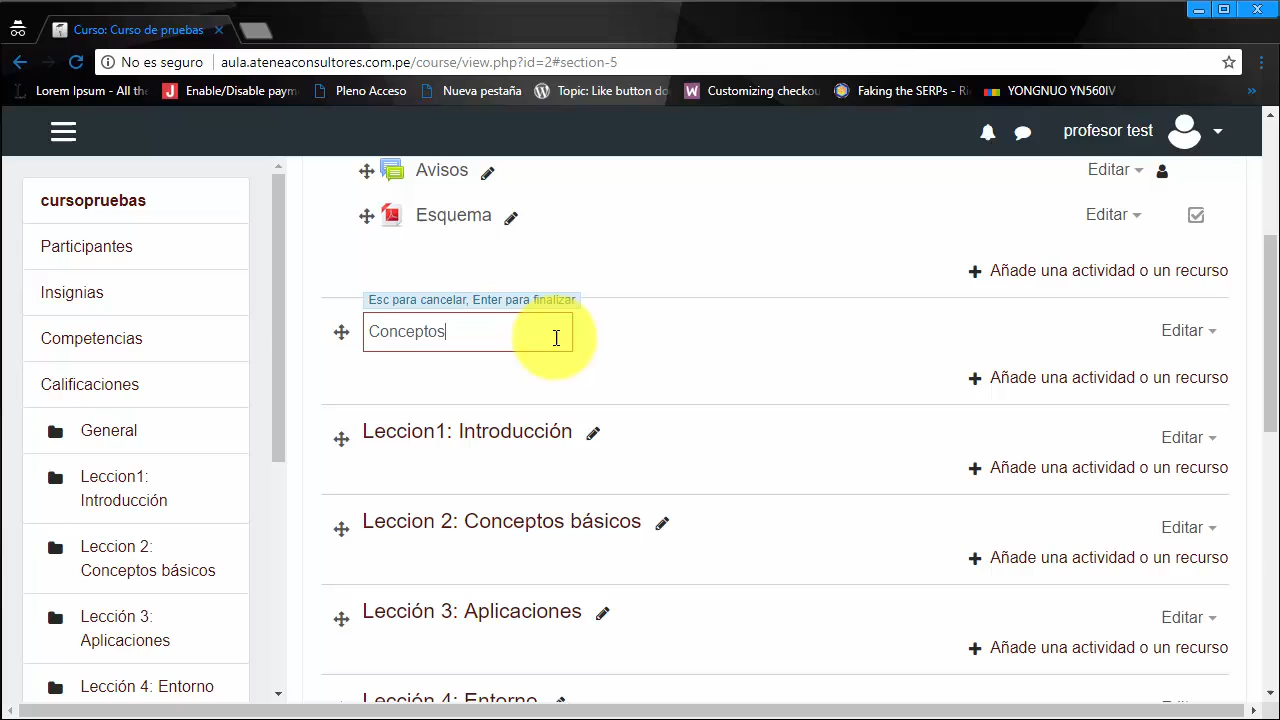 Curso: Curso de pruebas
No es seguro
aula.ateneaconsultores.com.pe/course/view.php?id=2#section-5
Lorem Ipsum - All the
Enable/Disable paym
Pleno Acceso
Nueva pestaña
Topic: Like button do
Customizing checkou
Faking the SERPs - Ri
YONGNUO YN560IV
profesor test
cursopruebas
Participantes
Insignias
Competencias
Calificaciones
General
Leccion1:
Introducción
Leccion 2:
Conceptos básicos
Lección 3:
Aplicaciones
Lección 4: Entorno
Avisos
Editar
Esquema
Editar
Añade una actividad o un recurso
Esc para cancelar, Enter para finalizar
Conceptos
Editar
Añade una actividad o un recurso
Leccion1: Introducción
Editar
Añade una actividad o un recurso
Leccion 2: Conceptos básicos
Editar
Añade una actividad o un recurso
Lección 3: Aplicaciones
Editar
Añade una actividad o un recurso
Lección 4: Entorno